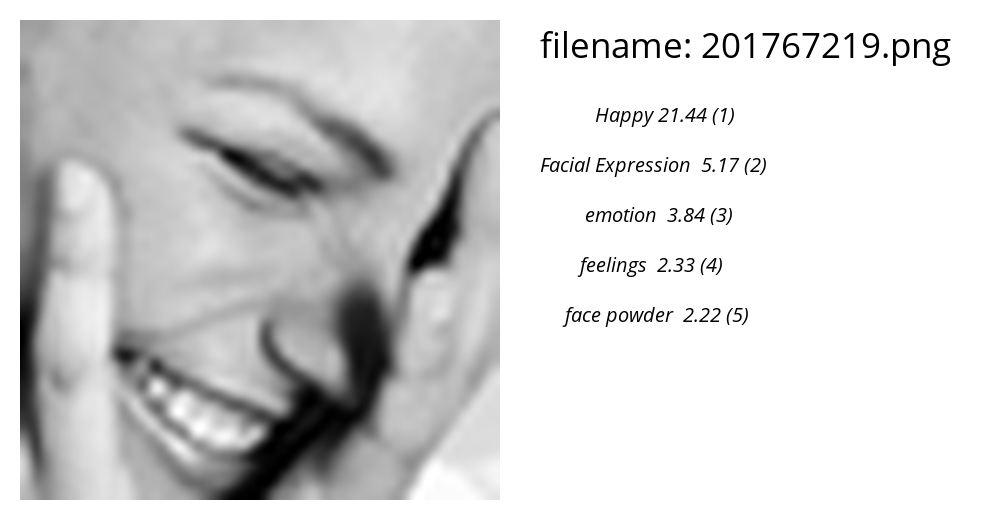 filename: 201767219.png
Happy 21.44 (1)
Facial Expression 5.17 (2)
emotion 3.84 (3)
feelings 2.33 (4)
face powder 2.22 (5)